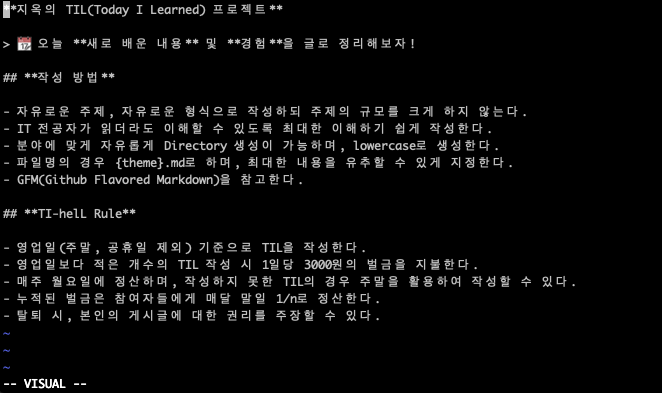 **지옥의 TIL(Today I Learned) 프로젝트**
> 📆 오늘 **새로 배운 내용** 및 **경험**을 글로 정리해보자!
## **작성 방법**
- 자유로운 주제, 자유로운 형식으로 작성하되 주제의 규모를 크게 하지 않는다.
- IT 전공자가 읽더라도 이해할 수 있도록 최대한 이해하기 쉽게 작성한다.
- 분야에 맞게 자유롭게 Directory 생성이 가능하며, lowercase로 생성한다.
- 파일명의 경우 {theme}.md로 하며, 최대한 내용을 유추할 수 있게 지정한다.
- GFM(Github Flavored Markdown)을 참고한다.
## **TI-helL Rule**
- 영업일(주말, 공휴일 제외) 기준으로 TIL을 작성한다.
- 영업일보다 적은 개수의 TIL 작성 시 1일당 3000원의 벌금을 지불한다.
- 매주 월요일에 정산하며, 작성하지 못한 TIL의 경우 주말을 활용하여 작성할 수 있다.
- 누적된 벌금은 참여자들에게 매달 말일 1/n로 정산한다.
- 탈퇴 시, 본인의 게시글에 대한 권리를 주장할 수 있다.
~
~
~
-- VISUAL --